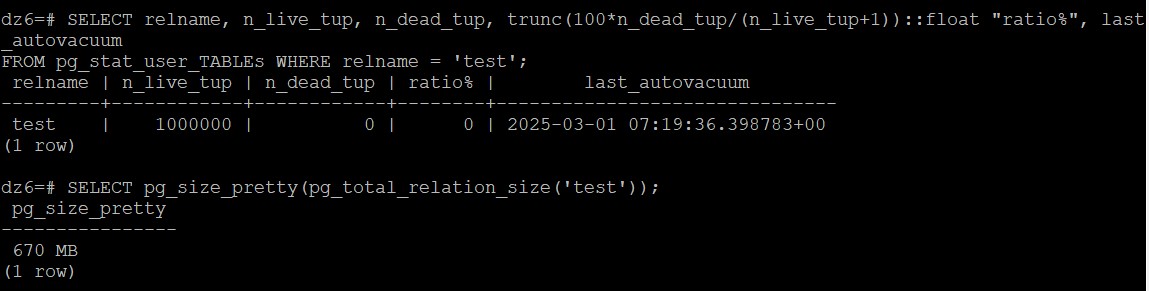 dz6=# SELECT relname, n_live_tup, n_dead_tup, trunc(100*n_dead_tup/(n_live_tup+1))::float "ratio%", last
_autovacuum
FROM pg_stat_user_TABLEs WHERE relname = 'test';
 relname | n_live_tup | n_dead_tup | ratio% |        last_autovacuum
---------+------------+------------+--------+-------------------------------
 test    |    1000000 |          0 |      0 | 2025-03-01 07:19:36.398783+00
(1 row)

dz6=# SELECT pg_size_pretty(pg_total_relation_size('test'));
 pg_size_pretty
----------------
 670 MB
(1 row)